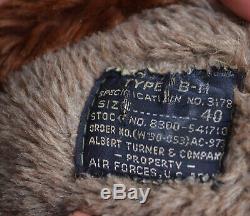 TYPE B-11
SPECIFICATION NO. 3178
SIZE 40
STOCK NO. 8300-541710
ORDER NO. (W 30-053) AC-97
ALBERT TURNER & COMPANY
- PROPERTY -
AIR FORCES, U.S.